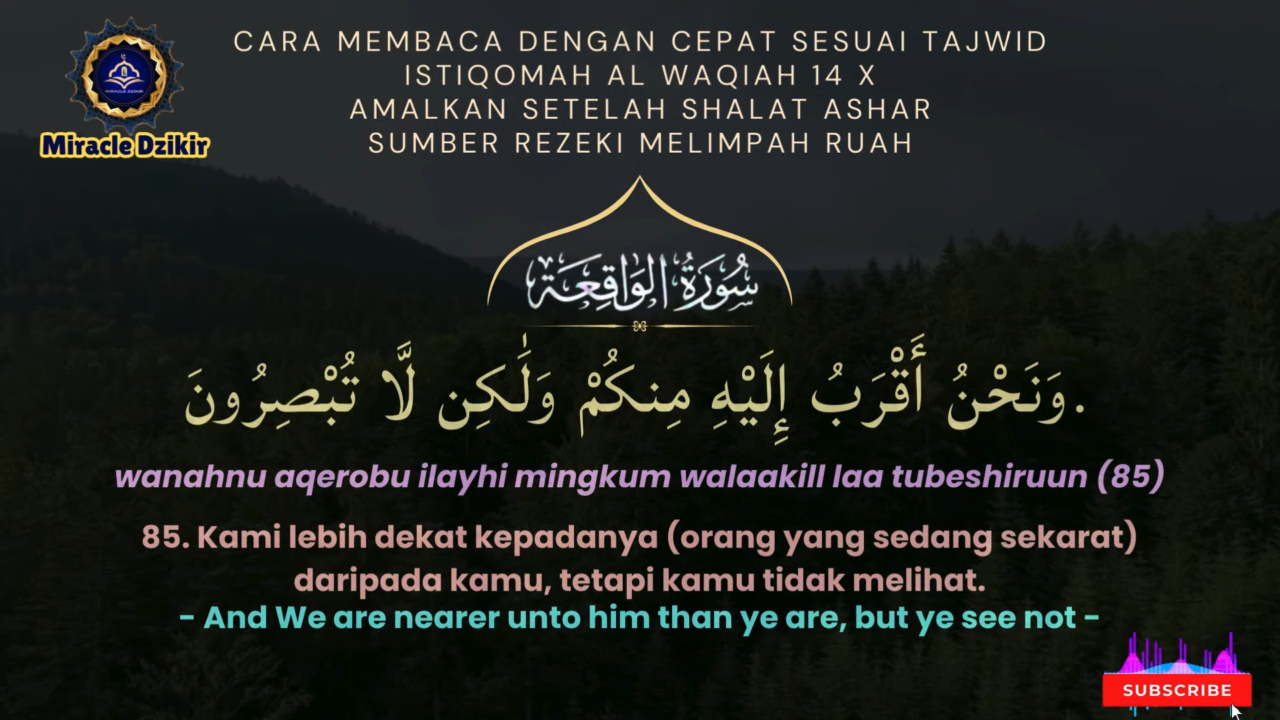 CARA MEMBACA DENGAN CEPAT SESUAI TAJWID
ISTIQOMAH AL WAQIAH 14 X
AMALKAN SETELAH SHALAT ASHAR
SUMBER REZEKI MELIMPAH RUAH
MIRACLE DZIKIR
Miracle Dzikir
سُوْرَةُ الْوَاقِعَة
وَنَحْنُ أَقْرَبُ إِلَيْهِ مِنكُمْ وَلَٰكِن لَّا تُبْصِرُونَ.
wanahnu aqerobu ilayhi mingkum walaakill laa tubeshiruun (85)
85. Kami lebih dekat kepadanya (orang yang sedang sekarat)
daripada kamu, tetapi kamu tidak melihat.
- And We are nearer unto him than ye are, but ye see not -
SUBSCRIBE